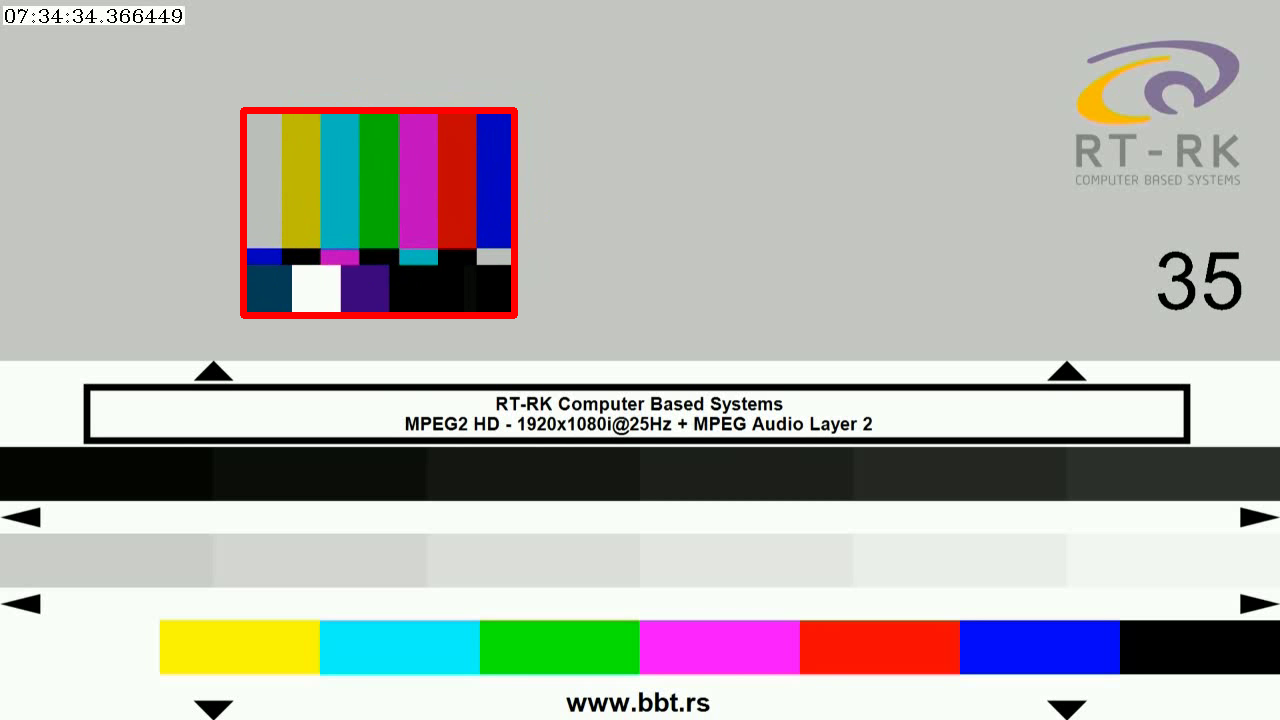 07:34:34.366449
RT-RK
COMPUTER BASED SYSTEMS
35
RT-RK Computer Based Systems
MPEG2 HD - 1920x1080i@25Hz + MPEG Audio Layer 2
www.bbt.rs